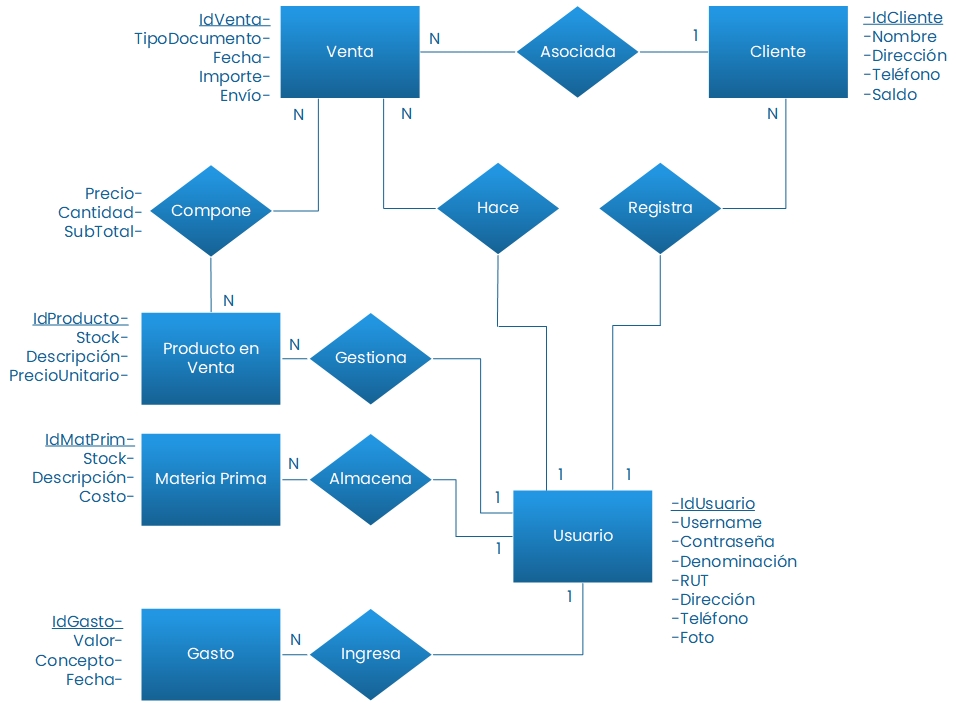 IdVenta-
TipoDocumento-
Fecha-
Importe-
Envío-
Venta
N
Asociada
1
Cliente
-IdCliente
-Nombre
-Dirección
-Teléfono
-Saldo
N
N
N
Precio-
Cantidad-
SubTotal-
Compone
Hace
Registra
N
IdProducto-
Stock-
Descripción-
PrecioUnitario-
Producto en
Venta
N
Gestiona
IdMatPrim-
Stock-
Descripción-
Costo-
Materia Prima
N
Almacena
1
1
1
1
Usuario
-IdUsuario
-Username
-Contraseña
-Denominación
-RUT
-Dirección
-Teléfono
-Foto
1
IdGasto-
Valor-
Concepto-
Fecha-
Gasto
N
Ingresa